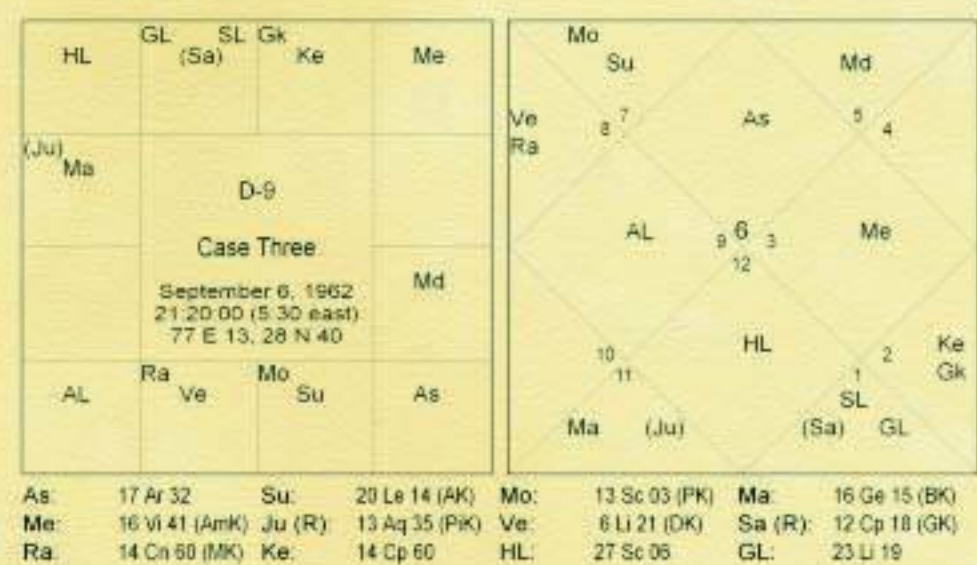 GL SL Gk
HL (Sa) Ke Me
(Ju)
Ma
D-9
Case Three
September 6, 1962
21:20:00 (5:30 east)
77 E 13, 28 N 40
Md
Ra Mo
AL Ve Su As
Mo
Su Md
Ve 8 7 As 5 4
Ra
AL 9 6 3 Me
12
10 HL 2 Ke
11 1 Gk
SL
Ma (Ju) (Sa) GL
As: 17 Ar 32 Su: 20 Le 14 (AK) Mo: 13 Sc 03 (PK) Ma: 16 Ge 15 (BK)
Me: 16 Vi 41 (AmK) Ju (R): 13 Aq 35 (PiK) Ve: 6 Li 21 (DK) Sa (R): 12 Cp 18 (GK)
Ra: 14 Cn 60 (MK) Ke: 14 Cp 60 HL: 27 Sc 06 GL: 23 Li 19